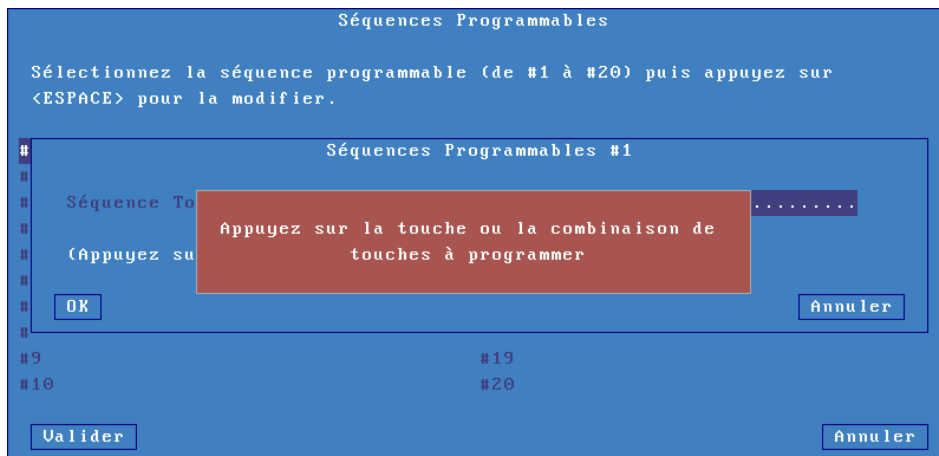 Séquences Programmables
Sélectionnez la séquence programmable (de #1 à #20) puis appuyez sur
<ESPACE> pour la modifier.
#
Séquences Programmables #1
#
# Séquence To .........
#
Appuyez sur la touche ou la combinaison de
# (Appuyez su
touches à programmer
#
# OK Annuler
#
#9 #19
#10 #20
Valider Annuler